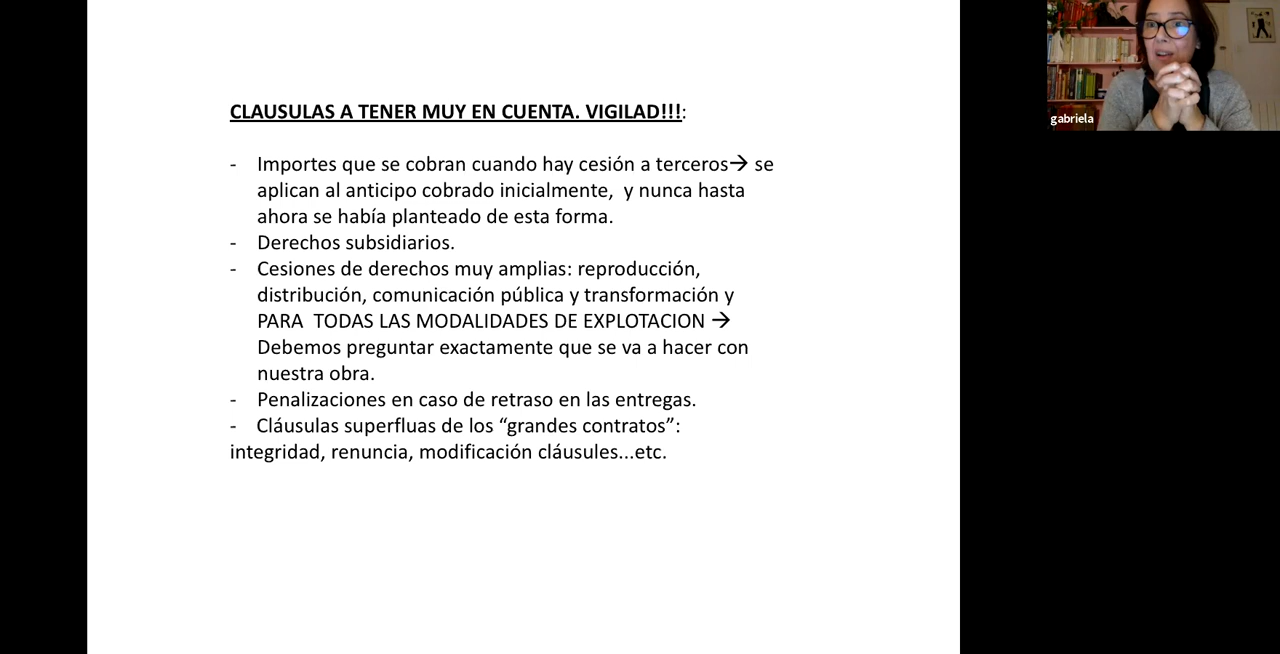 CLAUSULAS A TENER MUY EN CUENTA. VIGILAD!!!:
- Importes que se cobran cuando hay cesión a terceros→ se
aplican al anticipo cobrado inicialmente,  y nunca hasta
ahora se había planteado de esta forma.
- Derechos subsidiarios.
- Cesiones de derechos muy amplias: reproducción,
distribución, comunicación pública y transformación y
PARA  TODAS LAS MODALIDADES DE EXPLOTACION →
Debemos preguntar exactamente que se va a hacer con
nuestra obra.
- Penalizaciones en caso de retraso en las entregas.
- Cláusulas superfluas de los “grandes contratos”:
integridad, renuncia, modificación cláusules...etc.
gabriela